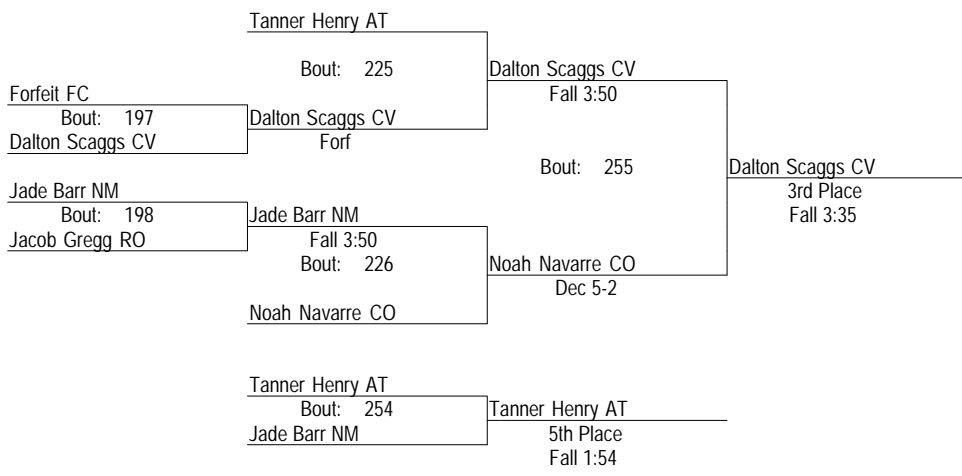 Tanner Henry AT
Bout: 225
Dalton Scaggs CV
Fall 3:50
Forfeit FC
Bout: 197
Dalton Scaggs CV
Forf
Dalton Scaggs CV
Bout: 255
Dalton Scaggs CV
3rd Place
Fall 3:35
Jade Barr NM
Bout: 198
Jade Barr NM
Jacob Gregg RO
Fall 3:50
Bout: 226
Noah Navarre CO
Dec 5-2
Noah Navarre CO
Tanner Henry AT
Bout: 254
Tanner Henry AT
Jade Barr NM
5th Place
Fall 1:54